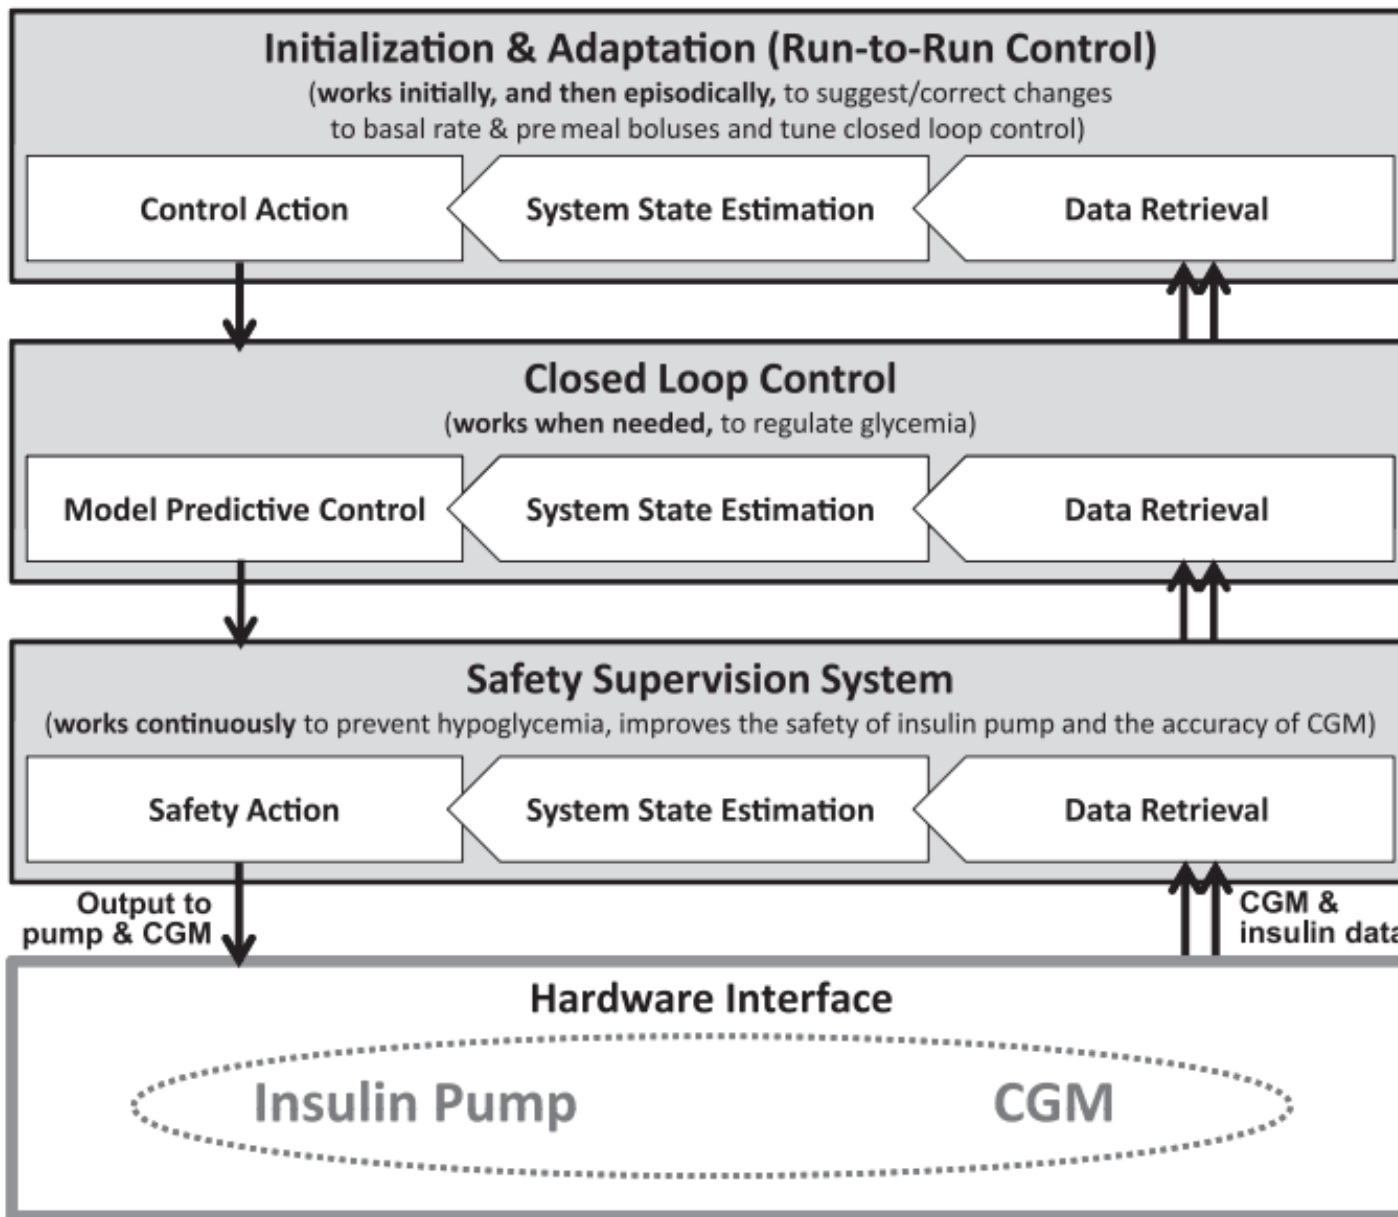 Initialization & Adaptation (Run-to-Run Control)
(works initially, and then episodically, to suggest/correct changes
to basal rate & pre meal boluses and tune closed loop control)
Control Action
System State Estimation
Data Retrieval
Closed Loop Control
(works when needed, to regulate glycemia)
Model Predictive Control
System State Estimation
Data Retrieval
Safety Supervision System
(works continuously to prevent hypoglycemia, improves the safety of insulin pump and the accuracy of CGM)
Safety Action
System State Estimation
Data Retrieval
Output to
pump & CGM
CGM &
insulin data
Hardware Interface
Insulin Pump
CGM